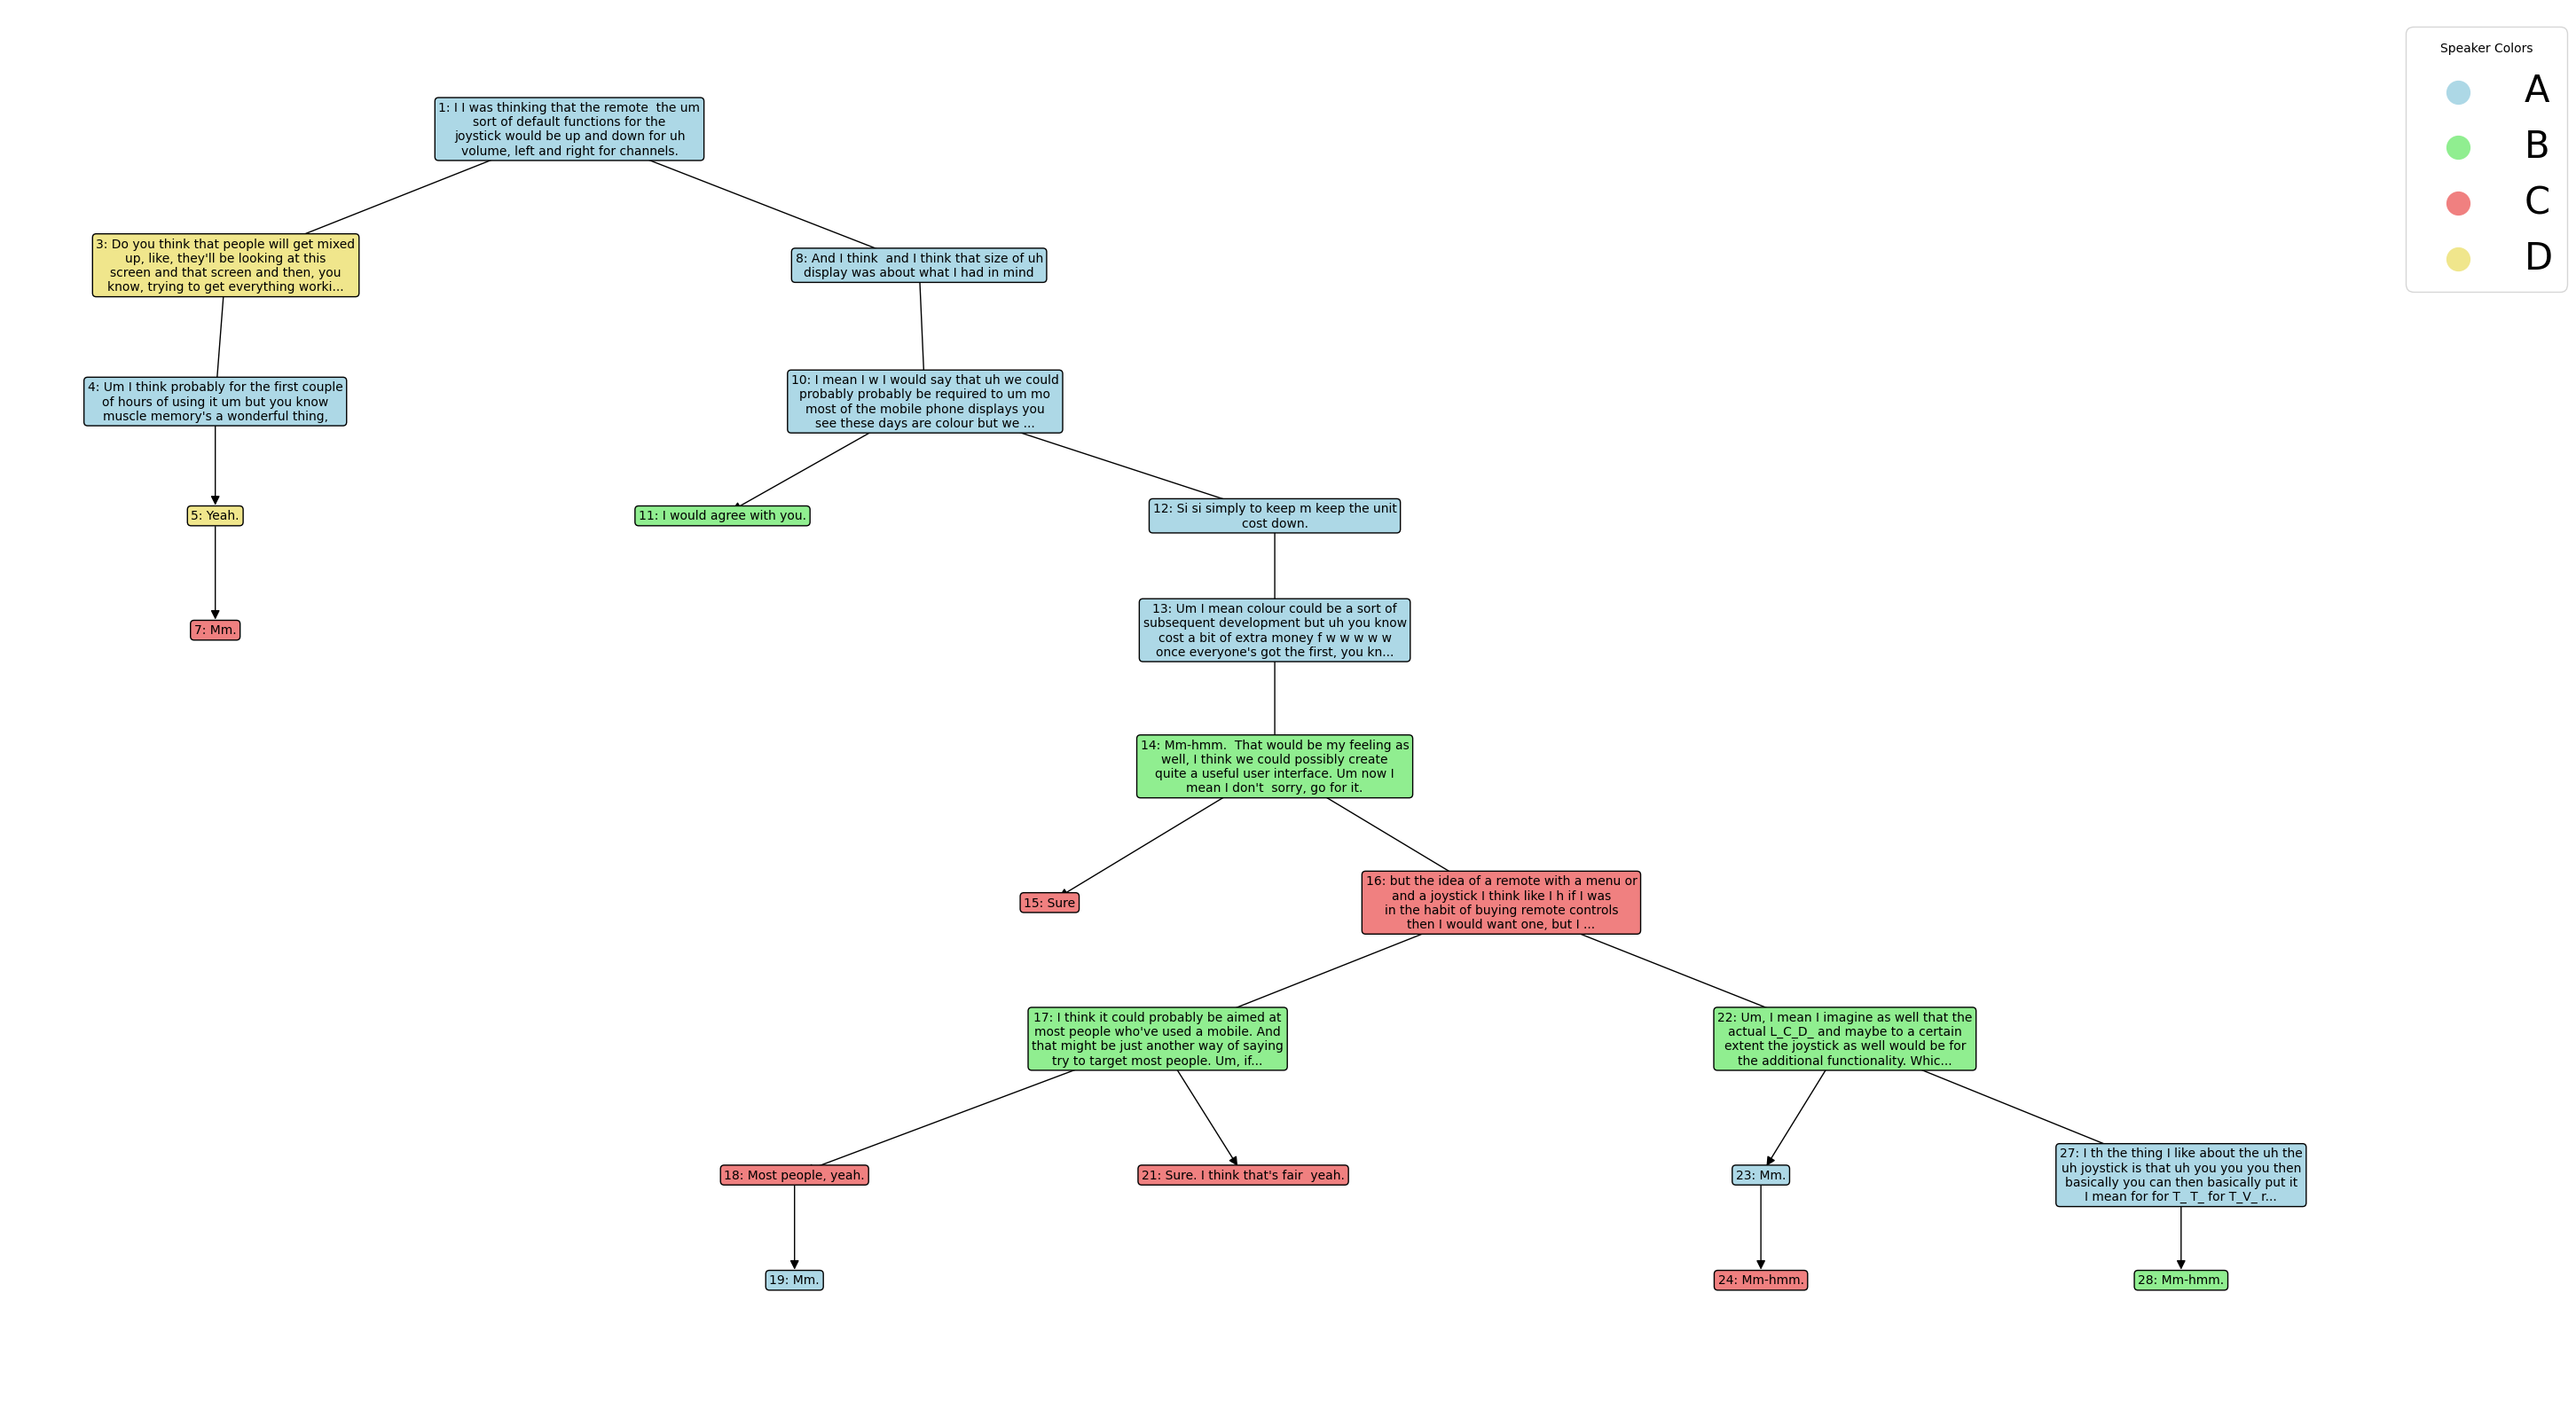 Speaker Colors
A
B
C
D
1: I I was thinking that the remote  the um
sort of default functions for the
joystick would be up and down for uh
volume, left and right for channels.
3: Do you think that people will get mixed
up, like, they'll be looking at this
screen and that screen and then, you
know, trying to get everything worki...
8: And I think  and I think that size of uh
display was about what I had in mind
4: Um I think probably for the first couple
of hours of using it um but you know
muscle memory's a wonderful thing,
10: I mean I w I would say that uh we could
probably probably be required to um mo
most of the mobile phone displays you
see these days are colour but we ...
5: Yeah.
11: I would agree with you.
12: Si si simply to keep m keep the unit
cost down.
7: Mm.
13: Um I mean colour could be a sort of
subsequent development but uh you know
cost a bit of extra money f w w w w w
once everyone's got the first, you kn...
14: Mm-hmm.  That would be my feeling as
well, I think we could possibly create
quite a useful user interface. Um now I
mean I don't  sorry, go for it.
15: Sure
16: but the idea of a remote with a menu or
and a joystick I think like I h if I was
in the habit of buying remote controls
then I would want one, but I ...
17: I think it could probably be aimed at
most people who've used a mobile. And
that might be just another way of saying
try to target most people. Um, if...
22: Um, I mean I imagine as well that the
actual L_C_D_ and maybe to a certain
extent the joystick as well would be for
the additional functionality. Whic...
18: Most people, yeah.
21: Sure. I think that's fair  yeah.
23: Mm.
27: I th the thing I like about the uh the
uh joystick is that uh you you you then
basically you can then basically put it
I mean for for T_ T_ for T_V_ r...
19: Mm.
24: Mm-hmm.
28: Mm-hmm.